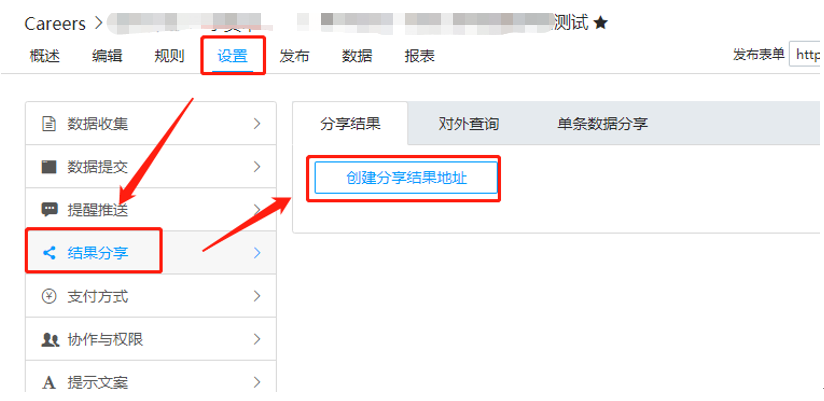 Careers > 测试 ★
概述 编辑 规则 设置 发布 数据 报表 发布表单 http
数据收集
数据提交
提醒推送
结果分享
支付方式
协作与权限
A 提示文案
分享结果 对外查询 单条数据分享
创建分享结果地址